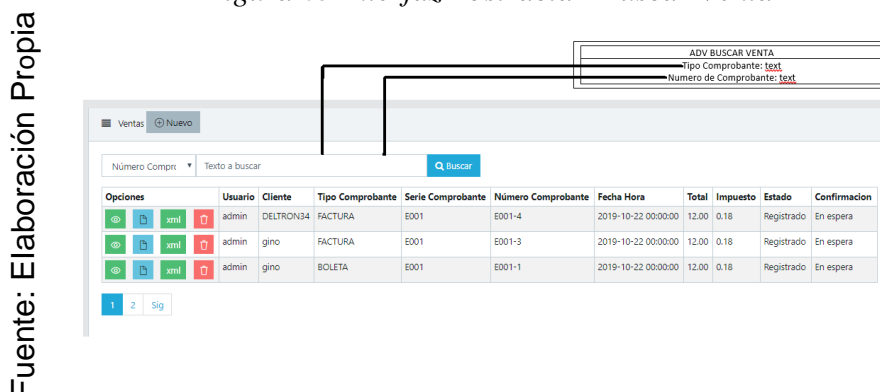 ADV BUSCAR VENTA
Tipo Comprobante: text
Numero de Comprobante: text
Ventas Nuevo
Número Compro Texto a buscar Buscar
Opciones Usuario Cliente Tipo Comprobante Serie Comprobante Número Comprobante Fecha Hora Total Impuesto Estado Confirmacion
xml admin DELTRON34 FACTURA E001 E001-4 2019-10-22 00:00:00 12.00 0.18 Registrado En espera
xml admin gino FACTURA E001 E001-3 2019-10-22 00:00:00 12.00 0.18 Registrado En espera
xml admin gino BOLETA E001 E001-1 2019-10-22 00:00:00 12.00 0.18 Registrado En espera
1 2 Sig
Fuente: Elaboración Propia